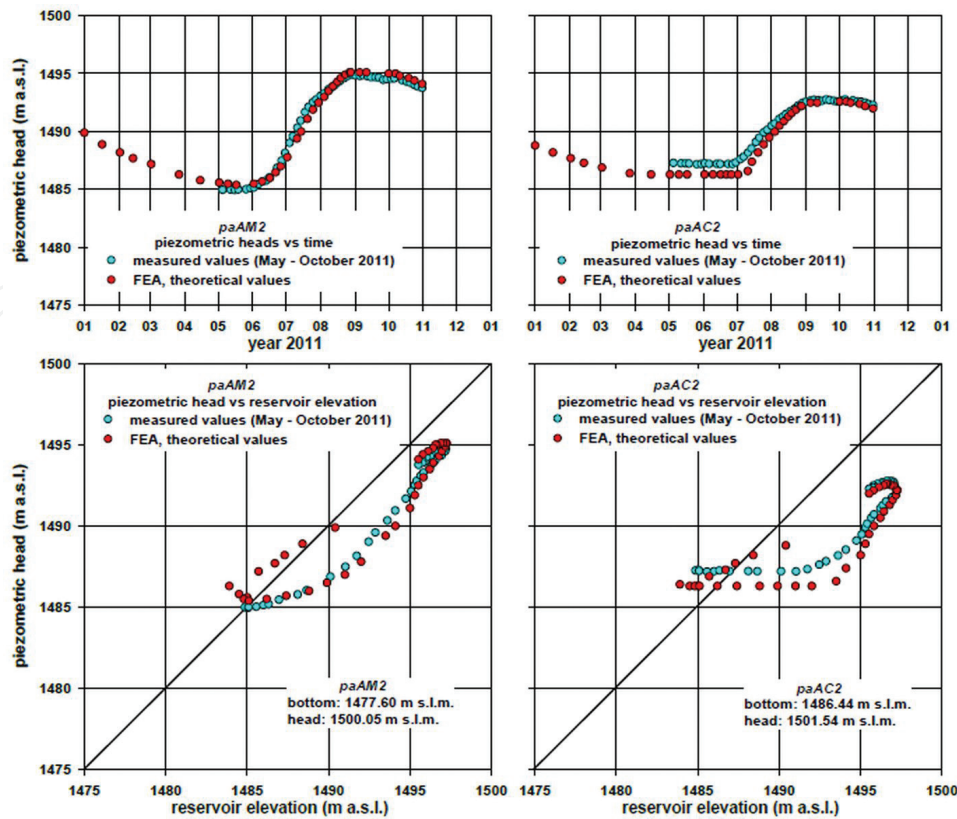 1500
1495
1490
1485
1480
1475
piezometric head (m a.s.l.)
paAM2
piezometric heads vs time
measured values (May - October 2011)
FEA, theoretical values
01 02 03 04 05 06 07 08 09 10 11 12 01
year 2011
paAC2
piezometric head vs time
measured values (May - October 2011)
FEA, theoretical values
01 02 03 04 05 06 07 08 09 10 11 12 01
year 2011
1500
1495
1490
1485
1480
1475
piezometric head (m a.s.l.)
paAM2
piezometric head vs reservoir elevation
measured values (May - October 2011)
FEA, theoretical values
paAM2
bottom: 1477.60 m s.l.m.
head: 1500.05 m s.l.m.
1475 1480 1485 1490 1495 1500
reservoir elevation (m a.s.l.)
paAC2
piezometric head vs reservoir elevation
measured values (May - October 2011)
FEA, theoretical values
paAC2
bottom: 1486.44 m s.l.m.
head: 1501.54 m s.l.m.
1475 1480 1485 1490 1495 1500
reservoir elevation (m a.s.l.)